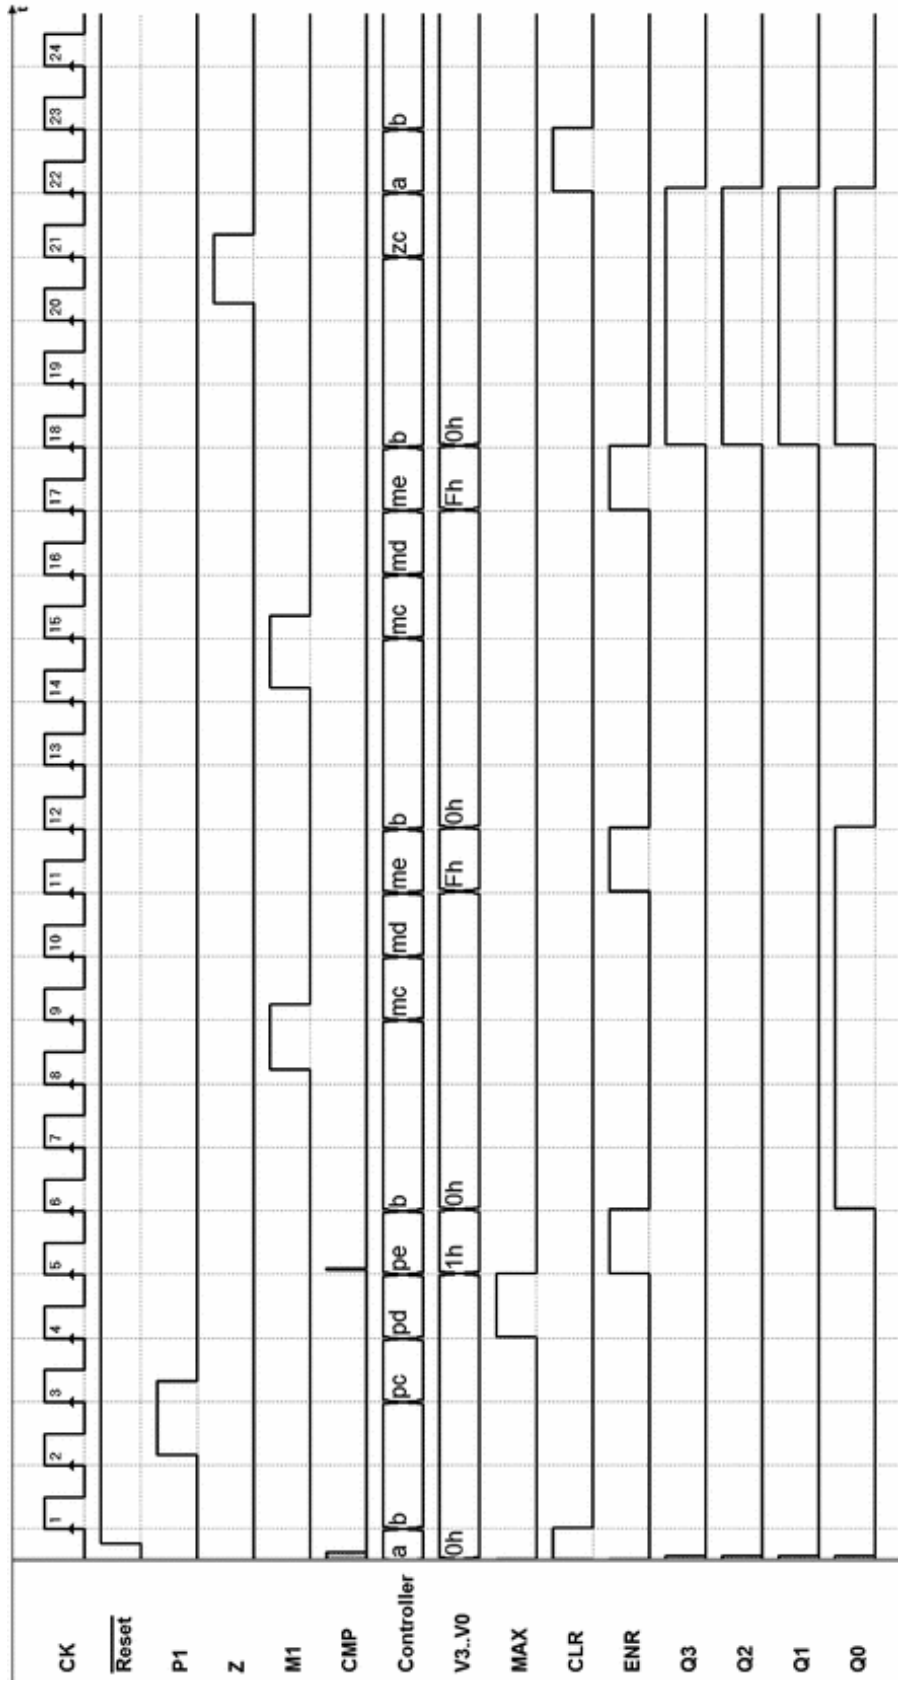 t
CK 1 2 3 4 5 6 7 8 9 10 11 12 13 14 15 16 17 18 19 20 21 22 23 24
Reset
P1
Z
M1
CMP
Controller a b pc pd pe b mc md me b mc md me b zc a b
V3..V0 0h 1h 0h Fh 0h Fh 0h
MAX
CLR
ENR
Q3
Q2
Q1
Q0